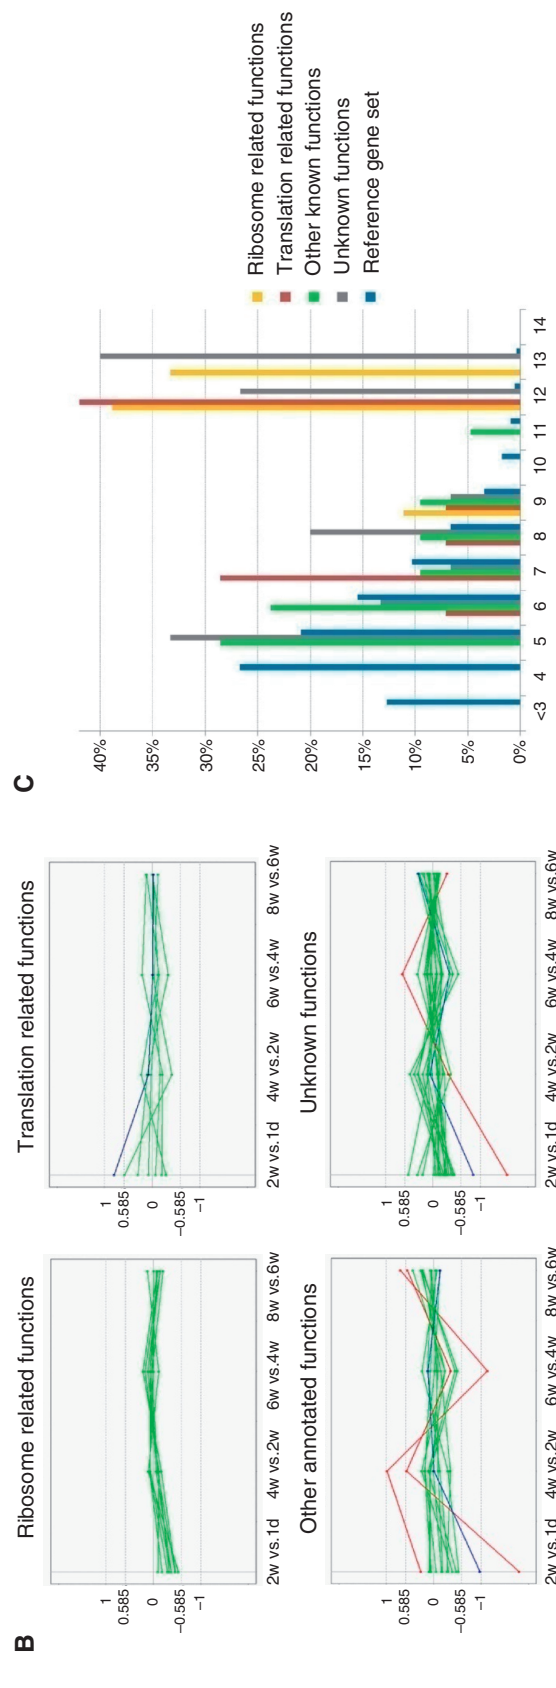 B
Ribosome related functions
1
0.585
0
−0.585
−1
2w vs.1d 4w vs.2w 6w vs.4w 8w vs.6w
Translation related functions
1
0.585
0
−0.585
−1
2w vs.1d 4w vs.2w 6w vs.4w 8w vs.6w
Other annotated functions
1
0.585
0
−0.585
−1
2w vs.1d 4w vs.2w 6w vs.4w 8w vs.6w
Unknown functions
1
0.585
0
−0.585
−1
2w vs.1d 4w vs.2w 6w vs.4w 8w vs.6w
C
40%
35%
30%
25%
20%
15%
10%
5%
0%
<3 4 5 6 7 8 9 10 11 12 13 14
Ribosome related functions
Translation related functions
Other known functions
Unknown functions
Reference gene set